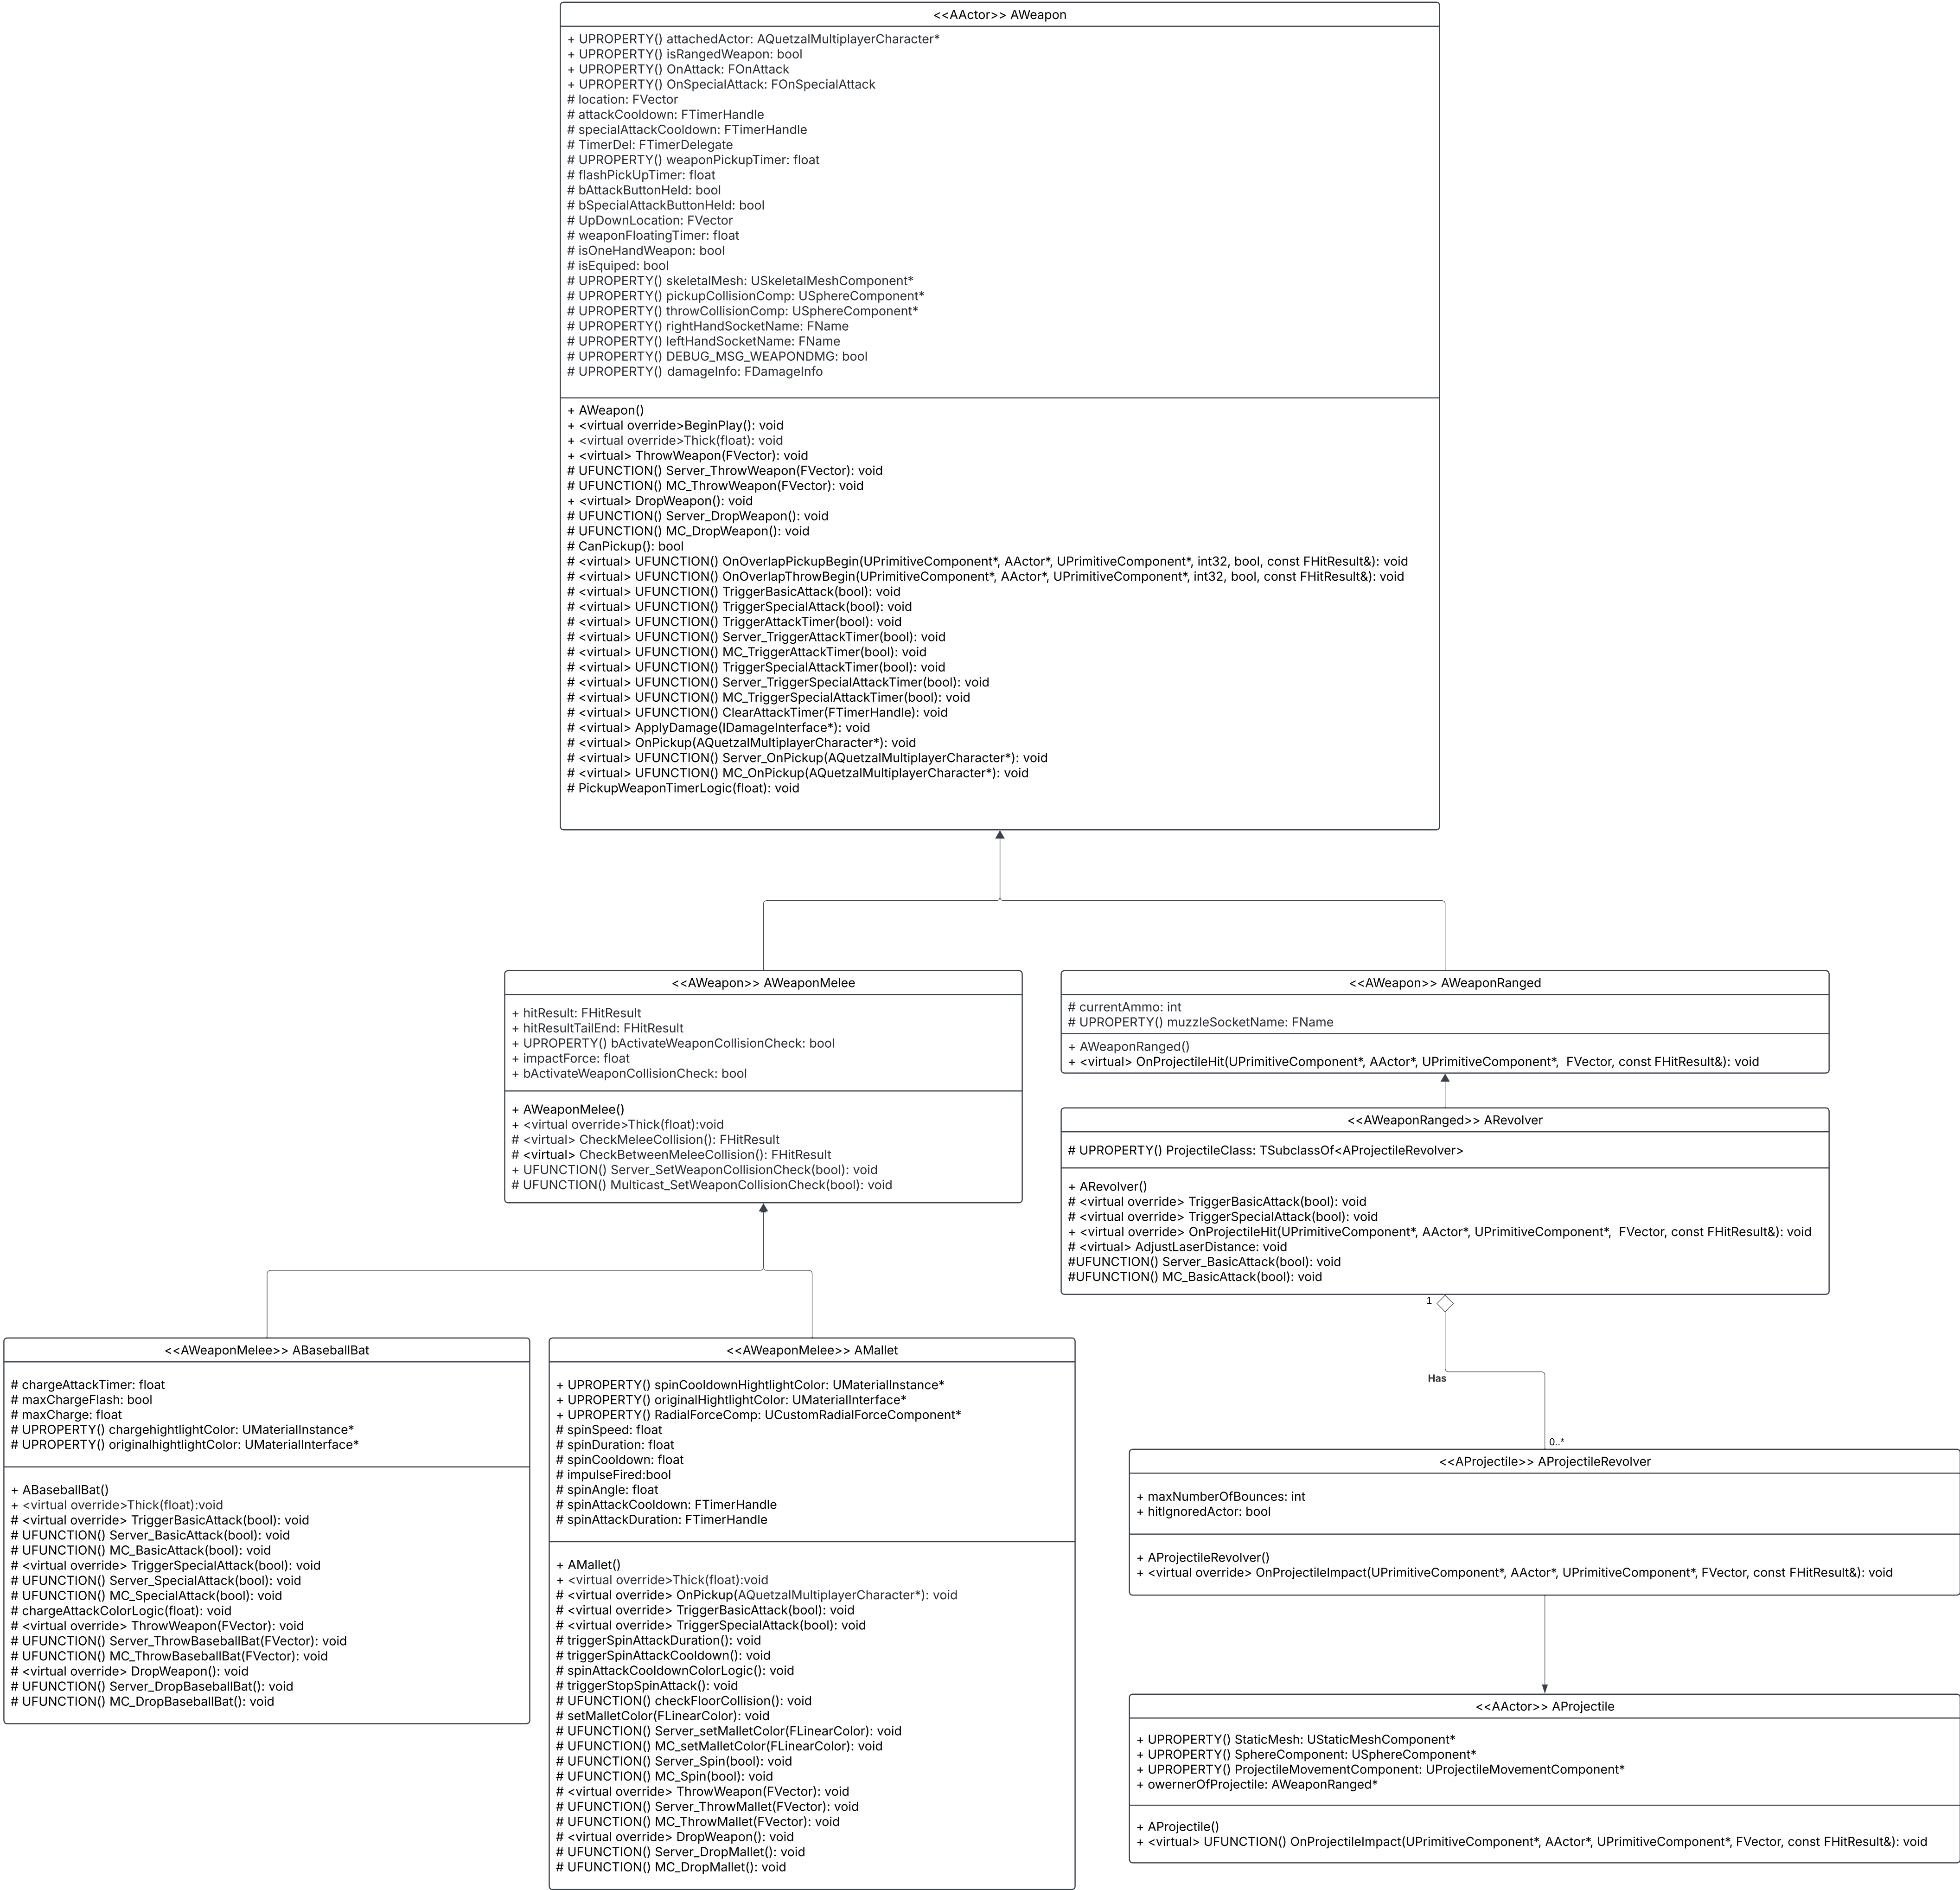 <<AActor>> AWeapon
+ UPROPERTY() attachedActor: AQuetzalMultiplayerCharacter*
+ UPROPERTY() isRangedWeapon: bool
+ UPROPERTY() OnAttack: FOnAttack
+ UPROPERTY() OnSpecialAttack: FOnSpecialAttack
# location: FVector
# attackCooldown: FTimerHandle
# specialAttackCooldown: FTimerHandle
# TimerDel: FTimerDelegate
# UPROPERTY() weaponPickupTimer: float
# flashPickUpTimer: float
# bAttackButtonHeld: bool
# bSpecialAttackButtonHeld: bool
# UpDownLocation: FVector
# weaponFloatingTimer: float
# isOneHandWeapon: bool
# isEquiped: bool
# UPROPERTY() skeletalMesh: USkeletalMeshComponent*
# UPROPERTY() pickupCollisionComp: USphereComponent*
# UPROPERTY() throwCollisionComp: USphereComponent*
# UPROPERTY() rightHandSocketName: FName
# UPROPERTY() leftHandSocketName: FName
# UPROPERTY() DEBUG_MSG_WEAPONDMG: bool
# UPROPERTY() damageInfo: FDamageInfo
+ AWeapon()
+ <virtual override>BeginPlay(): void
+ <virtual override>Thick(float): void
+ <virtual> ThrowWeapon(FVector): void
# UFUNCTION() Server_ThrowWeapon(FVector): void
# UFUNCTION() MC_ThrowWeapon(FVector): void
+ <virtual> DropWeapon(): void
# UFUNCTION() Server_DropWeapon(): void
# UFUNCTION() MC_DropWeapon(): void
# CanPickup(): bool
# <virtual> UFUNCTION() OnOverlapPickupBegin(UPrimitiveComponent*, AActor*, UPrimitiveComponent*, int32, bool, const FHitResult&): void
# <virtual> UFUNCTION() OnOverlapThrowBegin(UPrimitiveComponent*, AActor*, UPrimitiveComponent*, int32, bool, const FHitResult&): void
# <virtual> UFUNCTION() TriggerBasicAttack(bool): void
# <virtual> UFUNCTION() TriggerSpecialAttack(bool): void
# <virtual> UFUNCTION() TriggerAttackTimer(bool): void
# <virtual> UFUNCTION() Server_TriggerAttackTimer(bool): void
# <virtual> UFUNCTION() MC_TriggerAttackTimer(bool): void
# <virtual> UFUNCTION() TriggerSpecialAttackTimer(bool): void
# <virtual> UFUNCTION() Server_TriggerSpecialAttackTimer(bool): void
# <virtual> UFUNCTION() MC_TriggerSpecialAttackTimer(bool): void
# <virtual> UFUNCTION() ClearAttackTimer(FTimerHandle): void
# <virtual> ApplyDamage(IDamageInterface*): void
# <virtual> OnPickup(AQuetzalMultiplayerCharacter*): void
# <virtual> UFUNCTION() Server_OnPickup(AQuetzalMultiplayerCharacter*): void
# <virtual> UFUNCTION() MC_OnPickup(AQuetzalMultiplayerCharacter*): void
# PickupWeaponTimerLogic(float): void
<<AWeapon>> AWeaponMelee
+ hitResult: FHitResult
+ hitResultTailEnd: FHitResult
+ UPROPERTY() bActivateWeaponCollisionCheck: bool
+ impactForce: float
+ bActivateWeaponCollisionCheck: bool
+ AWeaponMelee()
+ <virtual override>Thick(float):void
# <virtual> CheckMeleeCollision(): FHitResult
# <virtual> CheckBetweenMeleeCollision(): FHitResult
+ UFUNCTION() Server_SetWeaponCollisionCheck(bool): void
# UFUNCTION() Multicast_SetWeaponCollisionCheck(bool): void
<<AWeapon>> AWeaponRanged
# currentAmmo: int
# UPROPERTY() muzzleSocketName: FName
+ AWeaponRanged()
+ <virtual> OnProjectileHit(UPrimitiveComponent*, AActor*, UPrimitiveComponent*, FVector, const FHitResult&): void
<<AWeaponRanged>> ARevolver
# UPROPERTY() ProjectileClass: TSubclassOf<AProjectileRevolver>
+ ARevolver()
# <virtual override> TriggerBasicAttack(bool): void
# <virtual override> TriggerSpecialAttack(bool): void
+ <virtual override> OnProjectileHit(UPrimitiveComponent*, AActor*, UPrimitiveComponent*, FVector, const FHitResult&): void
# <virtual> AdjustLaserDistance: void
#UFUNCTION() Server_BasicAttack(bool): void
#UFUNCTION() MC_BasicAttack(bool): void
1
Has
0..*
<<AWeaponMelee>> ABaseballBat
# chargeAttackTimer: float
# maxChargeFlash: bool
# maxCharge: float
# UPROPERTY() chargehightlightColor: UMaterialInstance*
# UPROPERTY() originalhightlightColor: UMaterialInterface*
+ ABaseballBat()
+ <virtual override>Thick(float):void
# <virtual override> TriggerBasicAttack(bool): void
# UFUNCTION() Server_BasicAttack(bool): void
# UFUNCTION() MC_BasicAttack(bool): void
# <virtual override> TriggerSpecialAttack(bool): void
# UFUNCTION() Server_SpecialAttack(bool): void
# UFUNCTION() MC_SpecialAttack(bool): void
# chargeAttackColorLogic(float): void
# <virtual override> ThrowWeapon(FVector): void
# UFUNCTION() Server_ThrowBaseballBat(FVector): void
# UFUNCTION() MC_ThrowBaseballBat(FVector): void
# <virtual override> DropWeapon(): void
# UFUNCTION() Server_DropBaseballBat(): void
# UFUNCTION() MC_DropBaseballBat(): void
<<AWeaponMelee>> AMallet
+ UPROPERTY() spinCooldownHightlightColor: UMaterialInstance*
+ UPROPERTY() originalHightlightColor: UMaterialInterface*
+ UPROPERTY() RadialForceComp: UCustomRadialForceComponent*
# spinSpeed: float
# spinDuration: float
# spinCooldown: float
# impulseFired:bool
# spinAngle: float
# spinAttackCooldown: FTimerHandle
# spinAttackDuration: FTimerHandle
+ AMallet()
+ <virtual override>Thick(float):void
# <virtual override> OnPickup(AQuetzalMultiplayerCharacter*): void
# <virtual override> TriggerBasicAttack(bool): void
# <virtual override> TriggerSpecialAttack(bool): void
# triggerSpinAttackDuration(): void
# triggerSpinAttackCooldown(): void
# spinAttackCooldownColorLogic(): void
# triggerStopSpinAttack(): void
# UFUNCTION() checkFloorCollision(): void
# setMalletColor(FLinearColor): void
# UFUNCTION() Server_setMalletColor(FLinearColor): void
# UFUNCTION() MC_setMalletColor(FLinearColor): void
# UFUNCTION() Server_Spin(bool): void
# UFUNCTION() MC_Spin(bool): void
# <virtual override> ThrowWeapon(FVector): void
# UFUNCTION() Server_ThrowMallet(FVector): void
# UFUNCTION() MC_ThrowMallet(FVector): void
# <virtual override> DropWeapon(): void
# UFUNCTION() Server_DropMallet(): void
# UFUNCTION() MC_DropMallet(): void
<<AProjectile>> AProjectileRevolver
+ maxNumberOfBounces: int
+ hitIgnoredActor: bool
+ AProjectileRevolver()
+ <virtual override> OnProjectileImpact(UPrimitiveComponent*, AActor*, UPrimitiveComponent*, FVector, const FHitResult&): void
<<AActor>> AProjectile
+ UPROPERTY() StaticMesh: UStaticMeshComponent*
+ UPROPERTY() SphereComponent: USphereComponent*
+ UPROPERTY() ProjectileMovementComponent: UProjectileMovementComponent*
+ owernerOfProjectile: AWeaponRanged*
+ AProjectile()
+ <virtual> UFUNCTION() OnProjectileImpact(UPrimitiveComponent*, AActor*, UPrimitiveComponent*, FVector, const FHitResult&): void